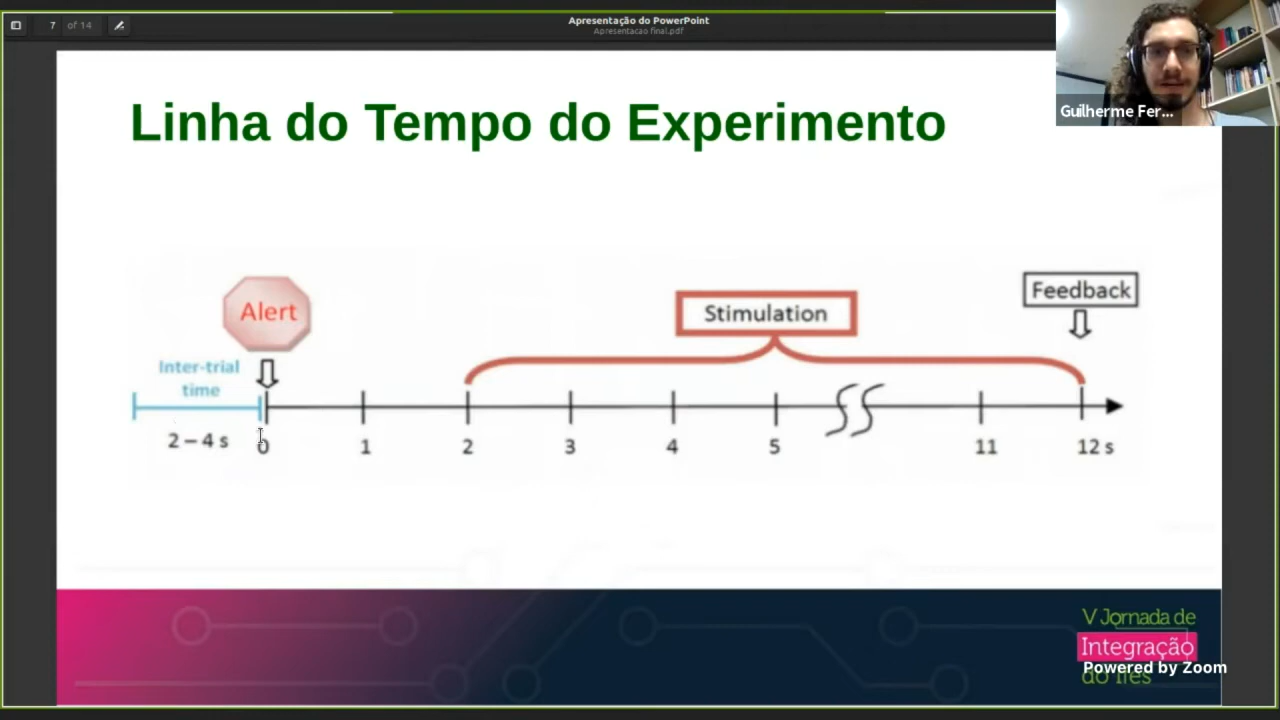 7 of 14
Apresentação do PowerPoint
Apresentacao final.pdf
Guilherme Fer...
Linha do Tempo do Experimento
Alert
Stimulation
Feedback
Inter-trial
time
2 – 4 s
0 1 2 3 4 5 11 12 s
V Jornada de
Integração
do Ifes
Powered by Zoom